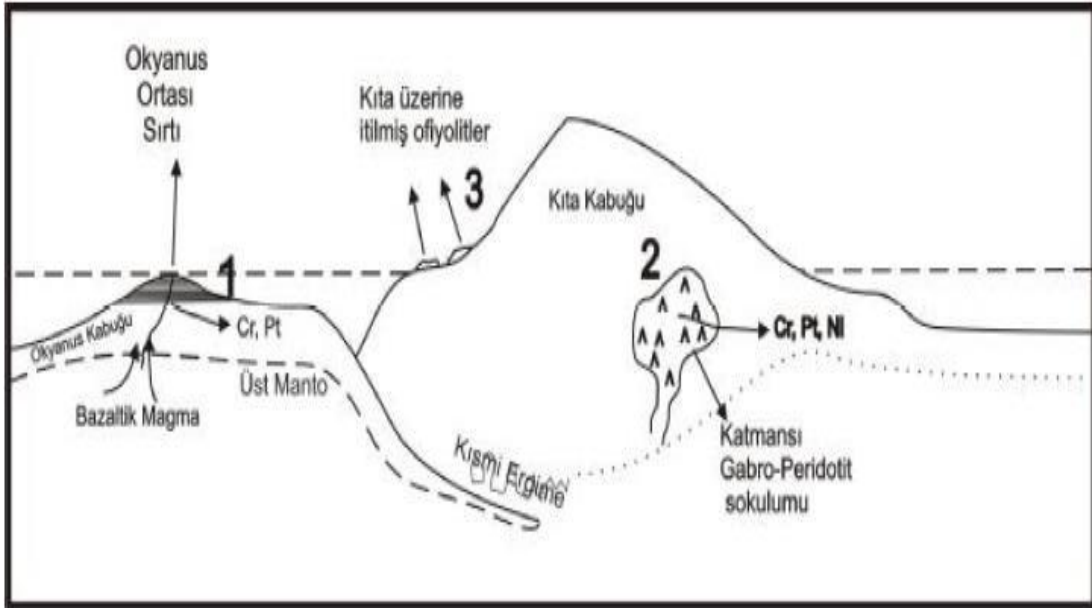 Okyanus
Ortası
Sırtı
Kıta üzerine
itilmiş ofiyolitler
3
Kıta Kabuğu
1
2
Cr, Pt
Cr, Pt, NI
Okyanus Kabuğu
Üst Manto
Bazaltik Magma
Kısmi Ergime
Katmansı
Gabro-Peridotit
sokulumu